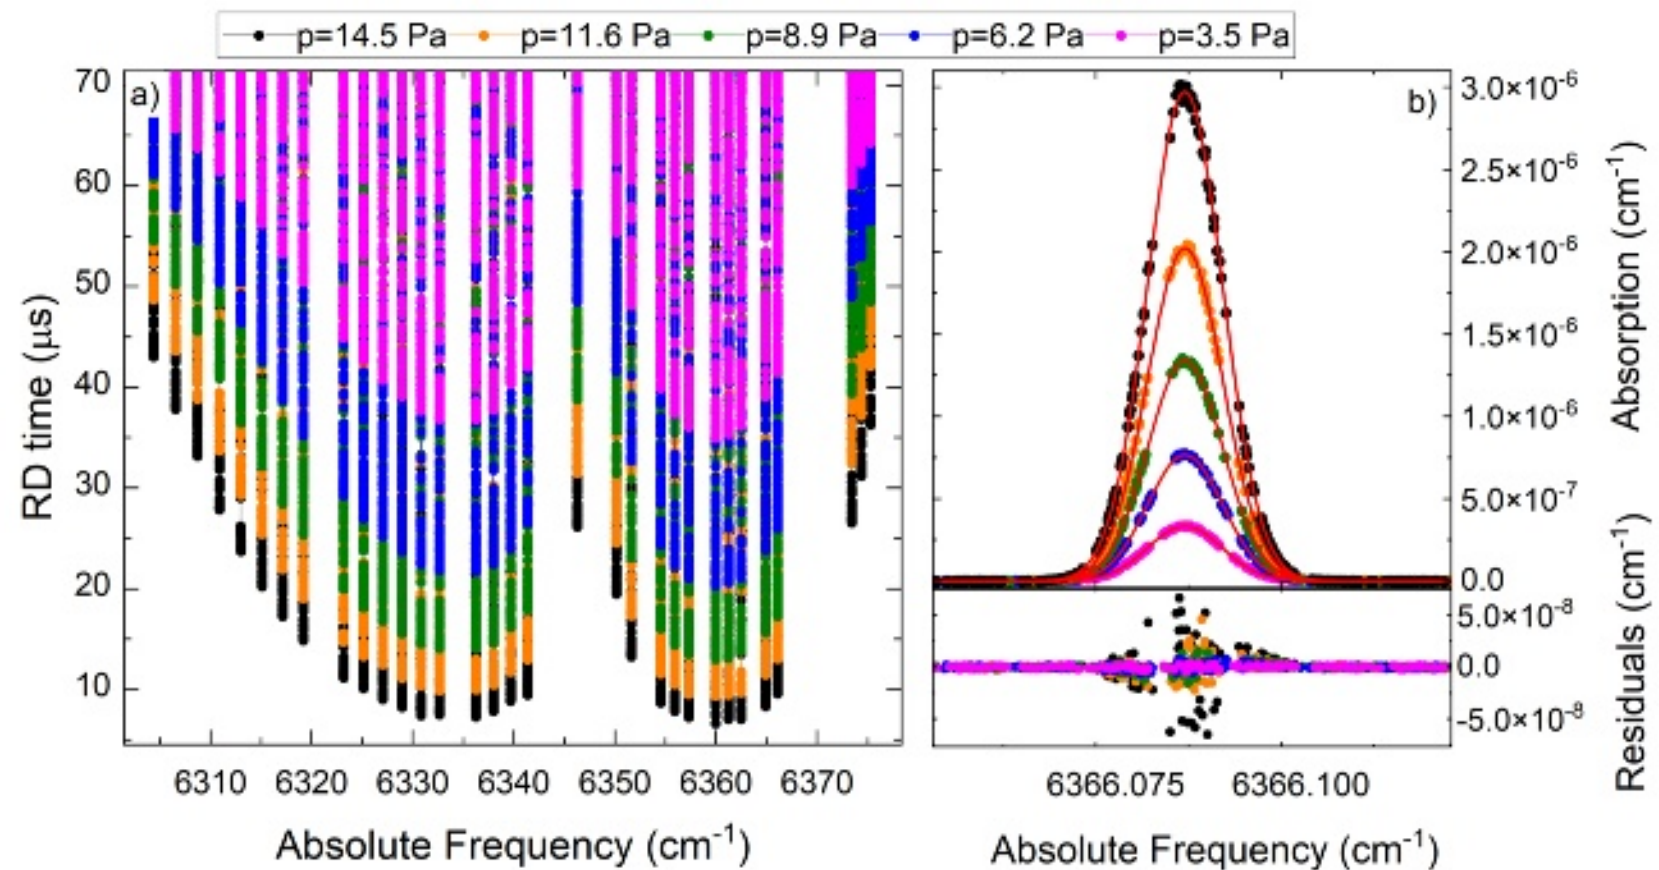 p=14.5 Pa p=11.6 Pa p=8.9 Pa p=6.2 Pa p=3.5 Pa
a)
70
60
50
40
30
20
10
RD time (μs)
6310 6320 6330 6340 6350 6360 6370
Absolute Frequency (cm⁻¹)
b)
3.0×10⁻⁶
2.5×10⁻⁶
2.0×10⁻⁶
1.5×10⁻⁶
1.0×10⁻⁶
5.0×10⁻⁷
0.0
Absorption (cm⁻¹)
5.0×10⁻⁸
0.0
-5.0×10⁻⁸
Residuals (cm⁻¹)
6366.075 6366.100
Absolute Frequency (cm⁻¹)